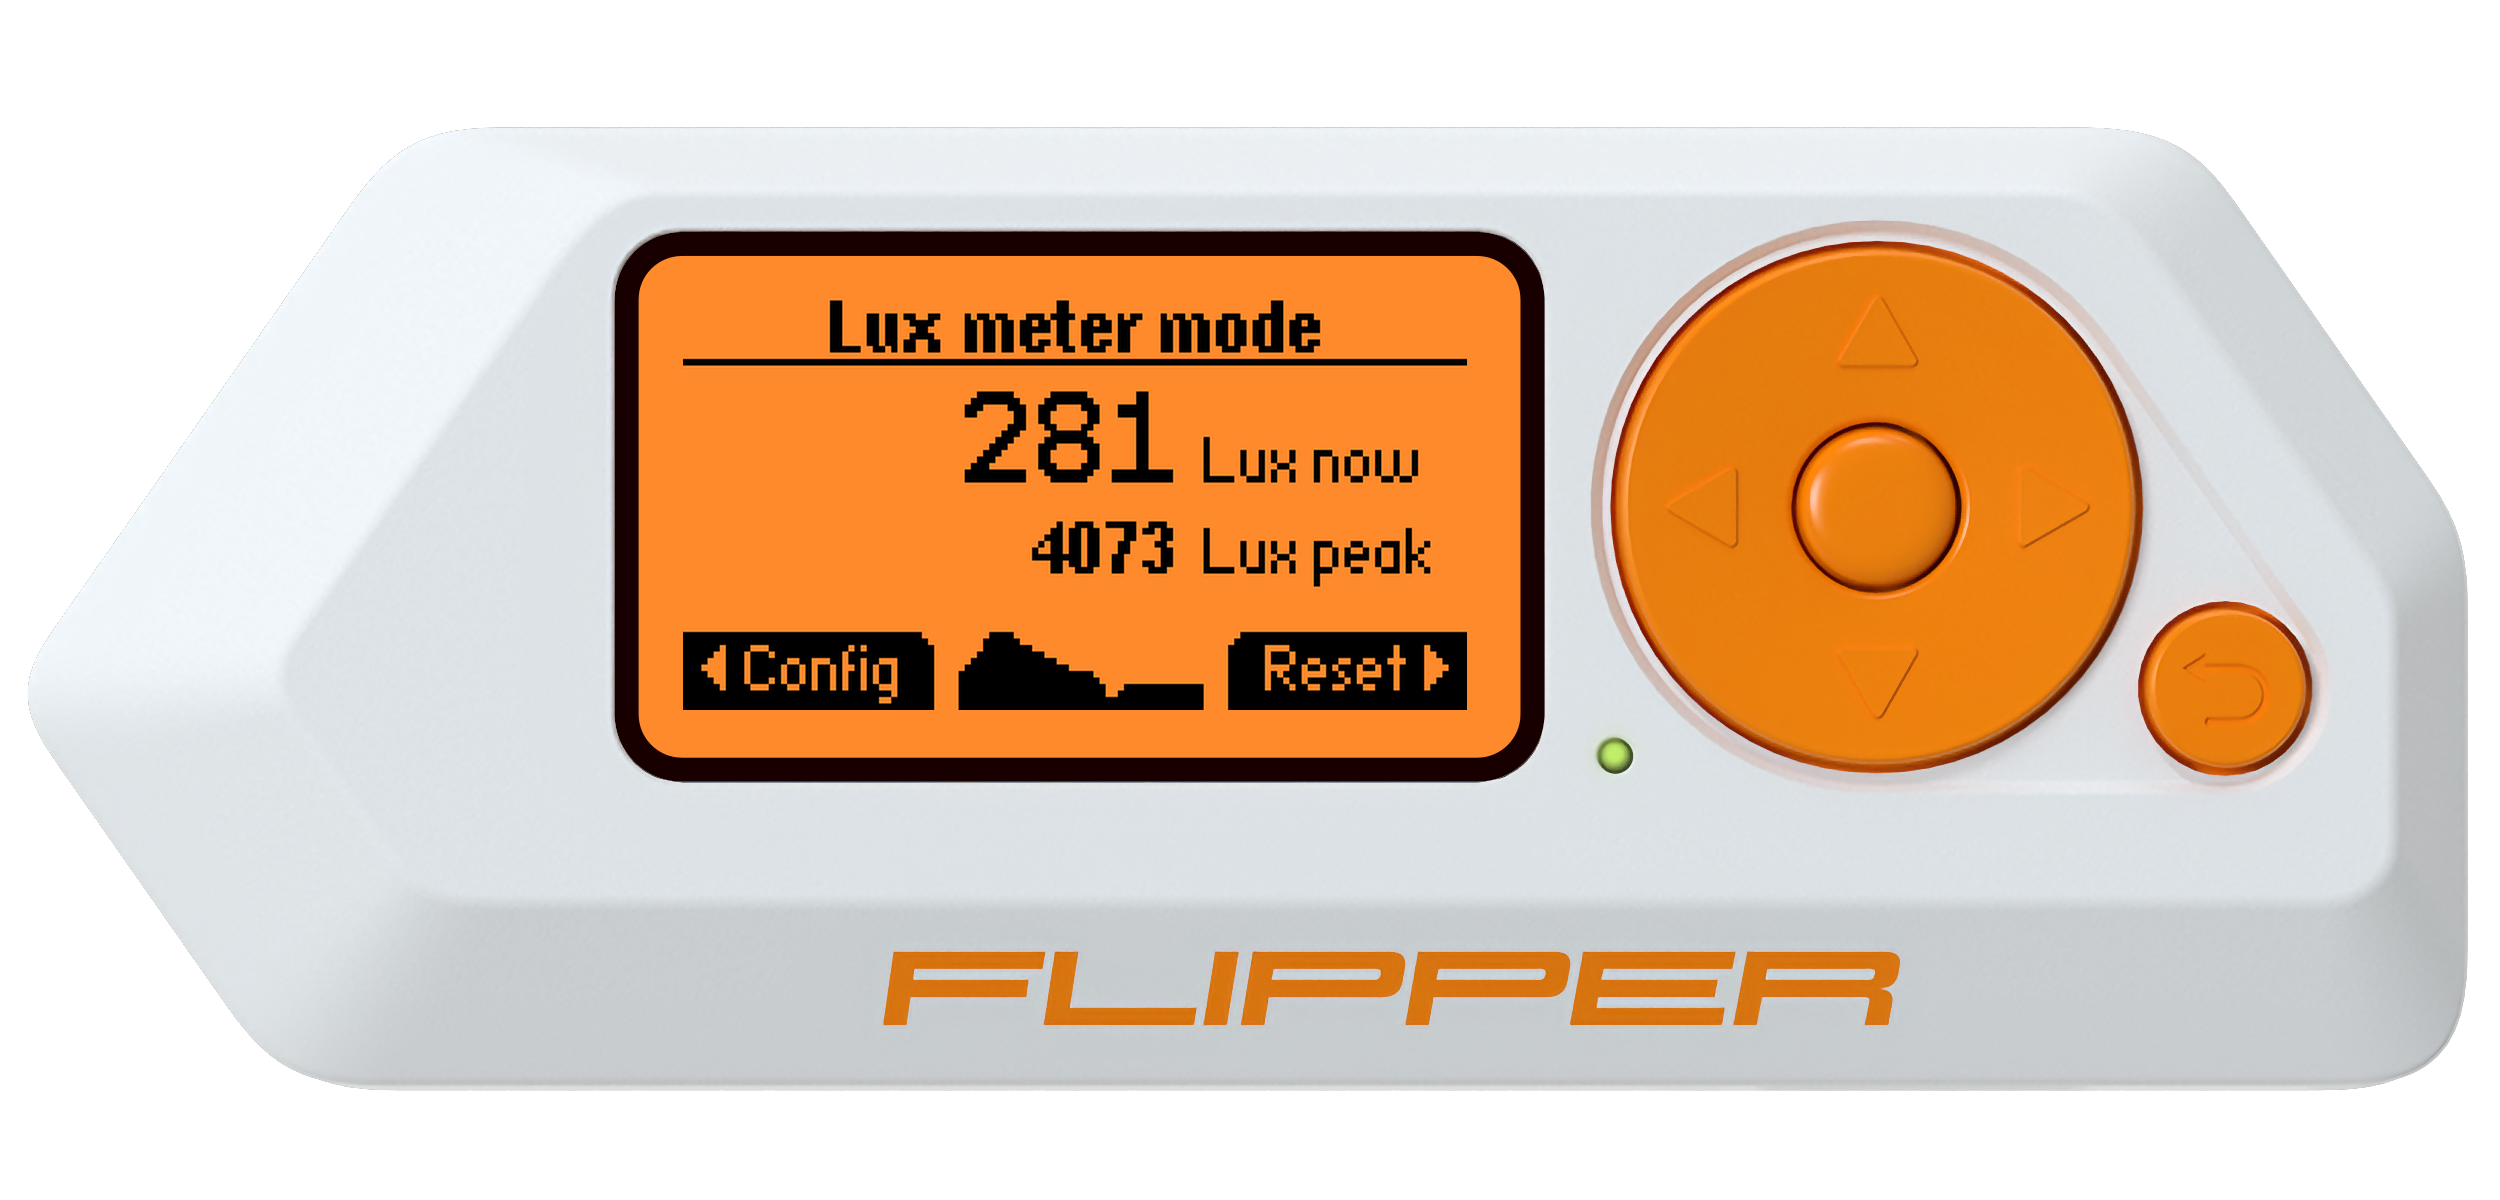 Lux meter mode
281 Lux now
4073 Lux peak
Config
Reset
FLIPPER